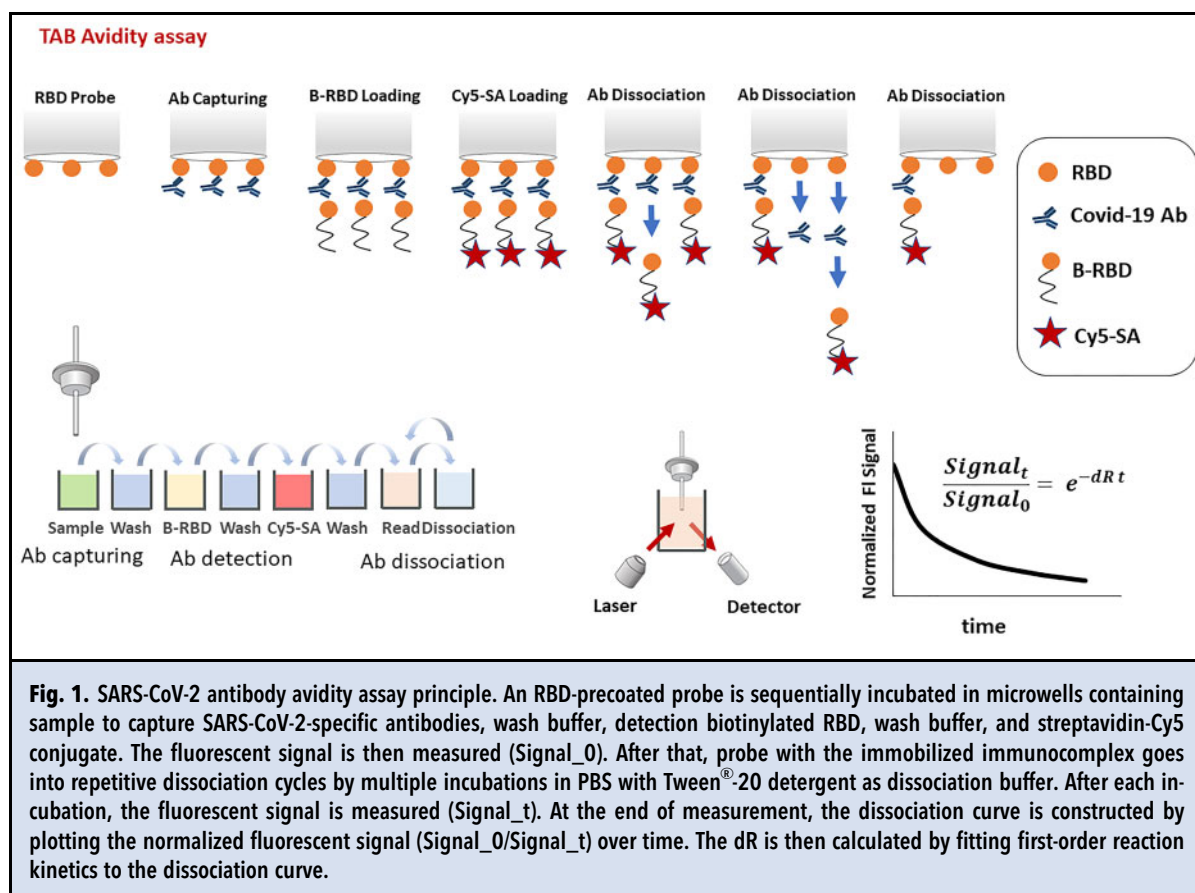 TAB Avidity assay
RBD Probe
Ab Capturing
B-RBD Loading
Cy5-SA Loading
Ab Dissociation
Ab Dissociation
Ab Dissociation
RBD
Covid-19 Ab
B-RBD
Cy5-SA
Sample Wash B-RBD Wash Cy5-SA Wash Read Dissociation
Ab capturing Ab detection Ab dissociation
Laser
Detector
Normalized FI Signal
Signal_t / Signal_0 = e^{-dR t}
time
Fig. 1. SARS-CoV-2 antibody avidity assay principle. An RBD-precoated probe is sequentially incubated in microwells containing
sample to capture SARS-CoV-2-specific antibodies, wash buffer, detection biotinylated RBD, wash buffer, and streptavidin-Cy5
conjugate. The fluorescent signal is then measured (Signal_0). After that, probe with the immobilized immunocomplex goes
into repetitive dissociation cycles by multiple incubations in PBS with Tween®-20 detergent as dissociation buffer. After each in-
cubation, the fluorescent signal is measured (Signal_t). At the end of measurement, the dissociation curve is constructed by
plotting the normalized fluorescent signal (Signal_0/Signal_t) over time. The dR is then calculated by fitting first-order reaction
kinetics to the dissociation curve.